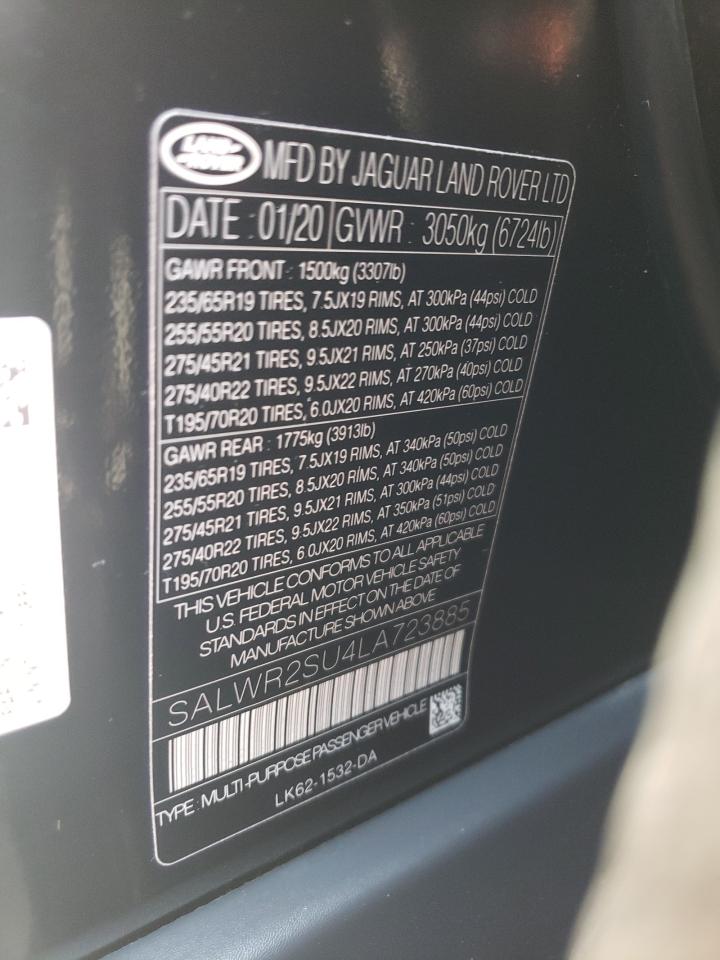 LAND ROVER MFD BY JAGUAR LAND ROVER LTD
DATE : 01/20 GVWR : 3050kg (6724lb)
GAWR FRONT : 1500kg (3307lb)
235/65R19 TIRES, 7.5JX19 RIMS, AT 300kPa (44psi) COLD
255/55R20 TIRES, 8.5JX20 RIMS, AT 300kPa (44psi) COLD
275/45R21 TIRES, 9.5JX21 RIMS, AT 250kPa (37psi) COLD
275/40R22 TIRES, 9.5JX22 RIMS, AT 270kPa (40psi) COLD
T195/70R20 TIRES, 6.0JX20 RIMS, AT 420kPa (60psi) COLD
GAWR REAR : 1775kg (3913lb)
235/65R19 TIRES, 7.5JX19 RIMS, AT 340kPa (50psi) COLD
255/55R20 TIRES, 8.5JX20 RIMS, AT 340kPa (50psi) COLD
275/45R21 TIRES, 9.5JX21 RIMS, AT 300kPa (44psi) COLD
275/40R22 TIRES, 9.5JX22 RIMS, AT 350kPa (51psi) COLD
T195/70R20 TIRES, 6.0JX20 RIMS, AT 420kPa (60psi) COLD
THIS VEHICLE CONFORMS TO ALL APPLICABLE
U.S. FEDERAL MOTOR VEHICLE SAFETY
STANDARDS IN EFFECT ON THE DATE OF
MANUFACTURE SHOWN ABOVE
SALWR2SU4LA723885
TYPE : MULTI-PURPOSE PASSENGER VEHICLE
LK62-1532-DA